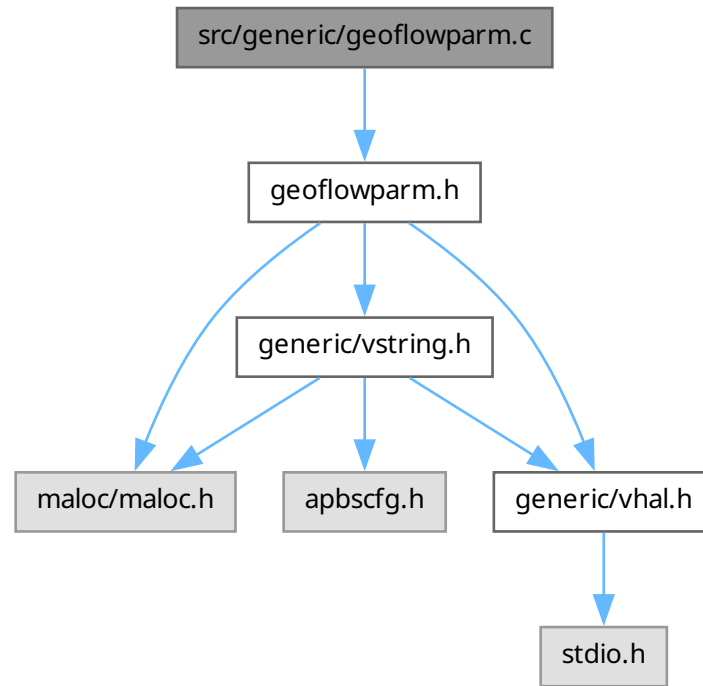 src/generic/geoflowparm.c
geoflowparm.h
generic/vstring.h
maloc/maloc.h
apbscfg.h
generic/vhal.h
stdio.h